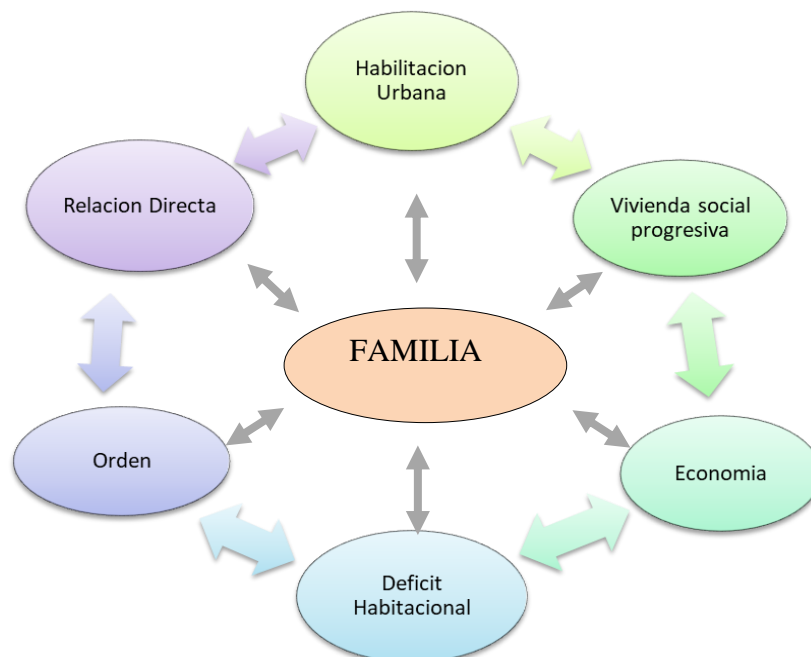 Habilitacion
Urbana
Relacion Directa
Vivienda social
progresiva
FAMILIA
Orden
Economia
Deficit
Habitacional